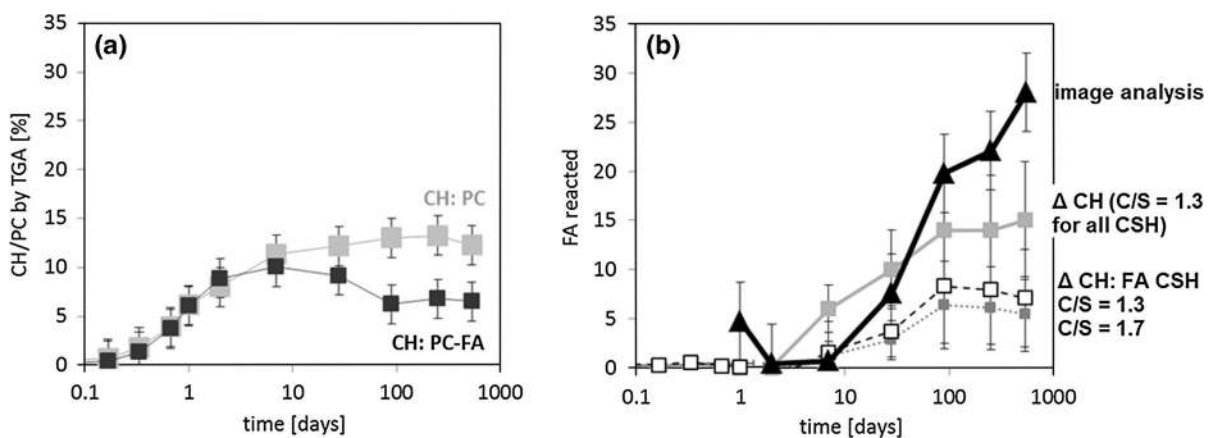 (a)
35
30
25
20
15
10
5
0
CH/PC by TGA [%]
CH: PC
CH: PC-FA
0.1
1
10
100
1000
time [days]
(b)
35
30
25
20
15
10
5
0
FA reacted
0.1
1
10
100
1000
time [days]
image analysis
Δ CH (C/S = 1.3
for all CSH)
Δ CH: FA CSH
C/S = 1.3
C/S = 1.7